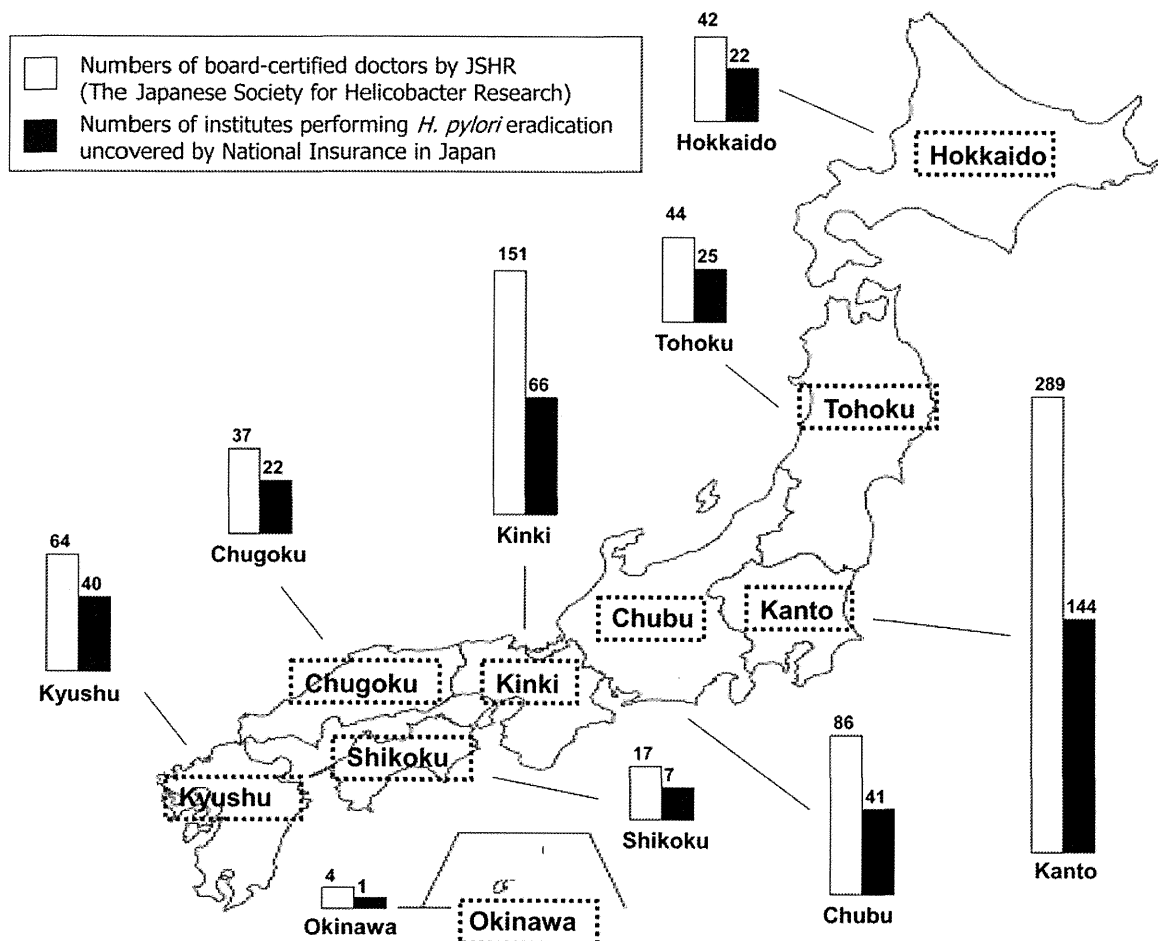 Numbers of board-certified doctors by JSHR
(The Japanese Society for Helicobacter Research)
Numbers of institutes performing H. pylori eradication
uncovered by National Insurance in Japan
42
22
Hokkaido
Hokkaido
44
25
Tohoku
Tohoku
151
66
Kinki
289
144
Kanto
37
22
Chugoku
64
40
Kyushu
Chubu
Kanto
Chugoku
Kinki
Shikoku
Kyushu
86
41
Chubu
17
7
Shikoku
4
1
Okinawa
Okinawa